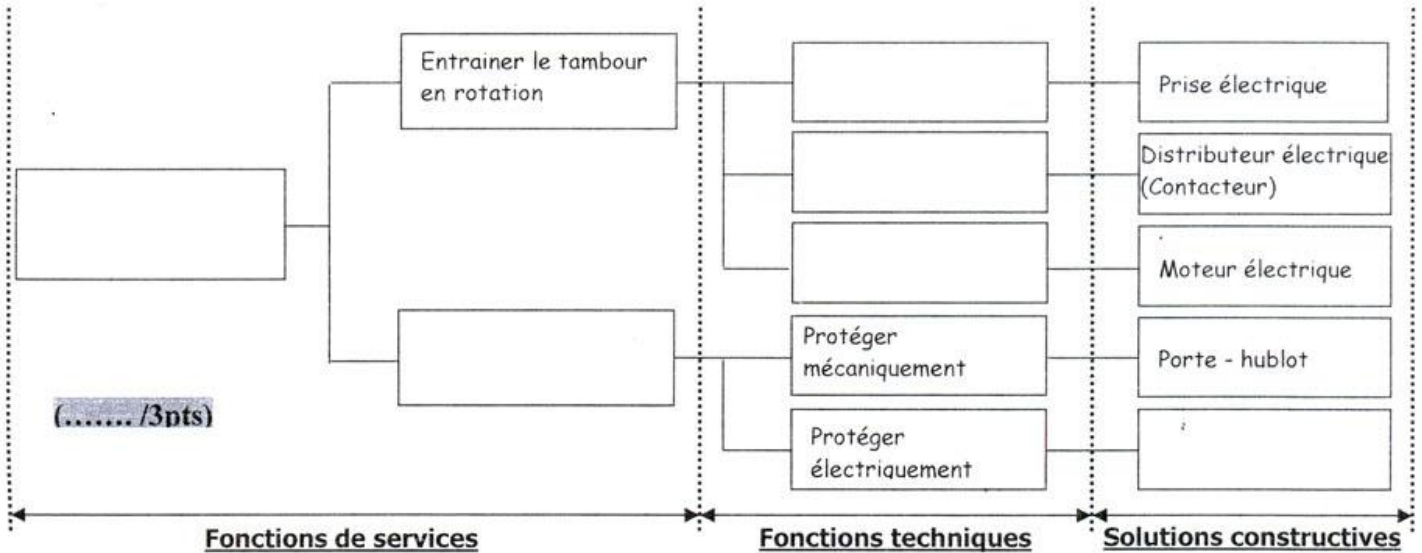 Entrainer le tambour
en rotation
Prise électrique
Distributeur électrique
(Contacteur)
Moteur électrique
Protéger
mécaniquement
Porte - hublot
(……. /3pts)
Protéger
électriquement
Fonctions de services
Fonctions techniques
Solutions constructives